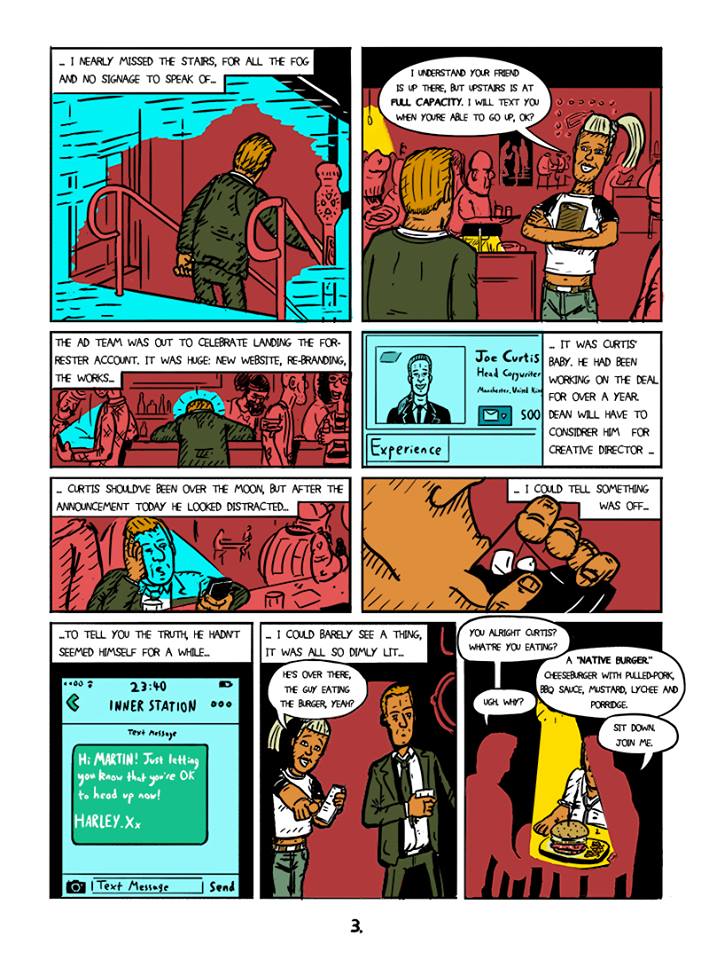 ... I NEARLY MISSED THE STAIRS, FOR ALL THE FOG
AND NO SIGNAGE TO SPEAK OF...
I UNDERSTAND YOUR FRIEND
IS UP THERE, BUT UPSTAIRS IS AT
FULL CAPACITY. I WILL TEXT YOU
WHEN YOU'RE ABLE TO GO UP, OK?
THE AD TEAM WAS OUT TO CELEBRATE LANDING THE FOR-
RESTER ACCOUNT. IT WAS HUGE: NEW WEBSITE, RE-BRANDING,
THE WORKS...
Joe Curtis
Head Copywriter
Manchester, United Kin
500
Experience
... IT WAS CURTIS'
BABY. HE HAD BEEN
WORKING ON THE DEAL
FOR OVER A YEAR.
DEAN WILL HAVE TO
CONSIDRER HIM FOR
CREATIVE DIRECTOR ...
... CURTIS SHOULD'VE BEEN OVER THE MOON, BUT AFTER THE
ANNOUNCEMENT TODAY HE LOOKED DISTRACTED...
... I COULD TELL SOMETHING
WAS OFF...
...TO TELL YOU THE TRUTH, HE HADN'T
SEEMED HIMSELF FOR A WHILE...
23:40
INNER STATION
Text Message
Hi MARTIN! Just letting
you know that you're OK
to head up now!
HARLEY.Xx
Text Message
Send
... I COULD BARELY SEE A THING,
IT WAS ALL SO DIMLY LIT...
HE'S OVER THERE,
THE GUY EATING
THE BURGER, YEAH?
YOU ALRIGHT CURTIS?
WHAT'RE YOU EATING?
A "NATIVE BURGER."
CHEESEBURGER WITH PULLED-PORK,
BBQ SAUCE, MUSTARD, LYCHEE AND
PORRIDGE.
UGH. WHY?
SIT DOWN.
JOIN ME.
3.